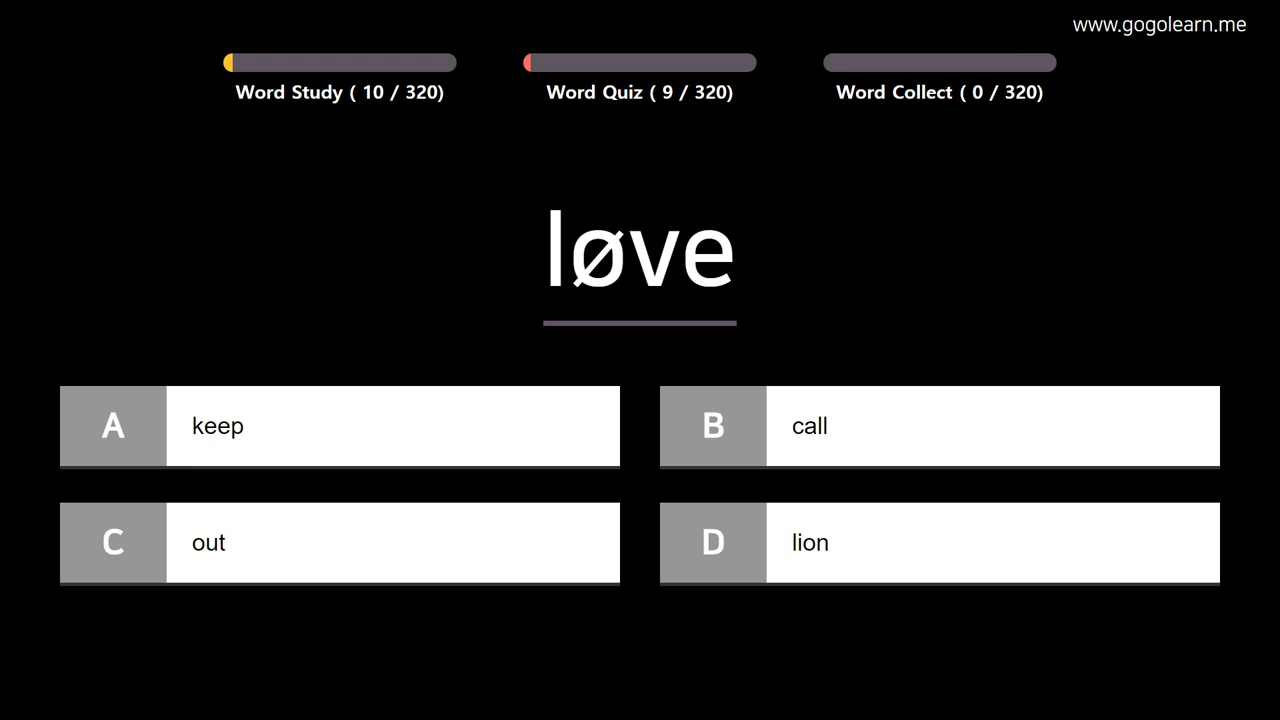 www.gogolearn.me
Word Study ( 10 / 320)
Word Quiz ( 9 / 320)
Word Collect ( 0 / 320)
løve
A keep
B call
C out
D lion